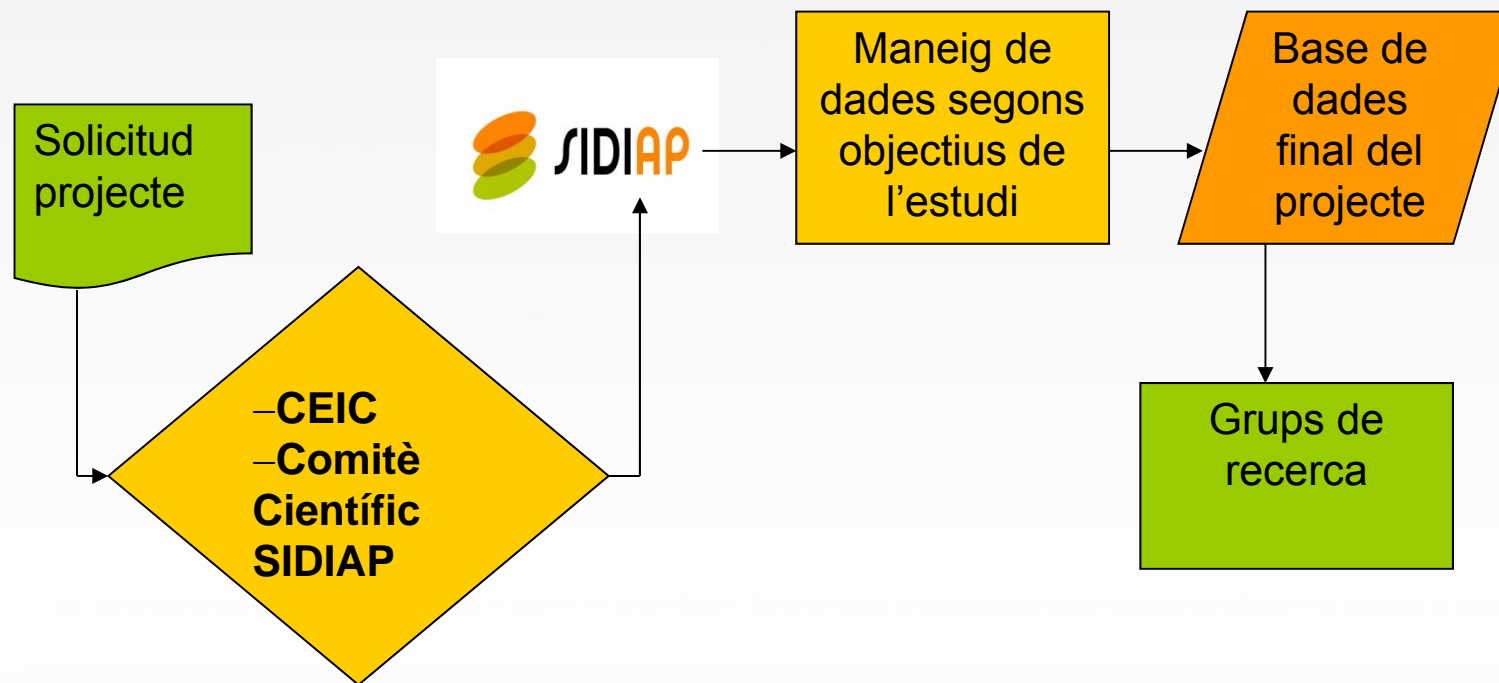 Solicitud
projecte
–CEIC
–Comitè
Científic
SIDIAP
SIDIAP
Maneig de
dades segons
objectius de
l’estudi
Base de
dades
final del
projecte
Grups de
recerca